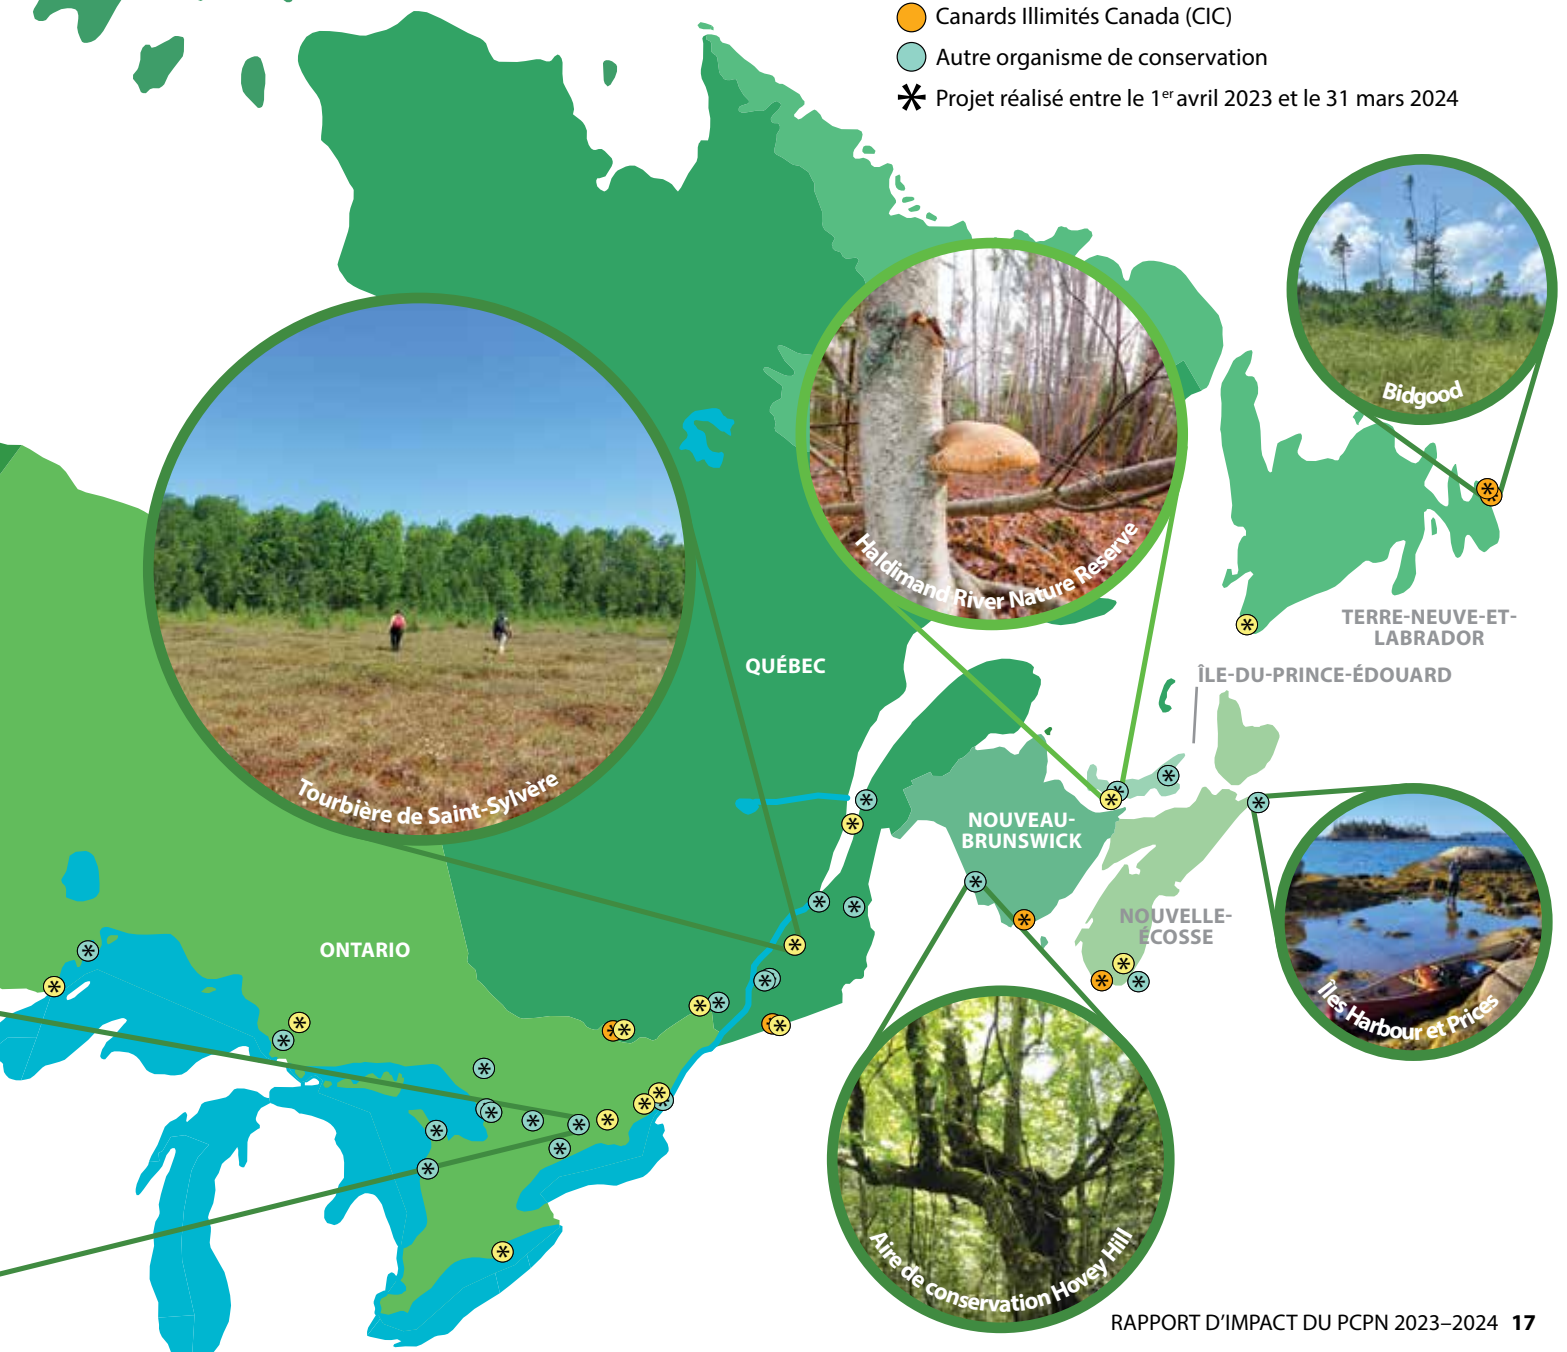 Canards Illimités Canada (CIC)
Autre organisme de conservation
Projet réalisé entre le 1er avril 2023 et le 31 mars 2024
Bidgood
Haldimand River Nature Reserve
TERRE-NEUVE-ET-
LABRADOR
QUÉBEC
ÎLE-DU-PRINCE-ÉDOUARD
Tourbière de Saint-Sylvère
NOUVEAU-
BRUNSWICK
NOUVELLE-
ÉCOSSE
ONTARIO
Îles Harbour et Prices
Aire de conservation Hovey Hill
RAPPORT D'IMPACT DU PCPN 2023–2024 17